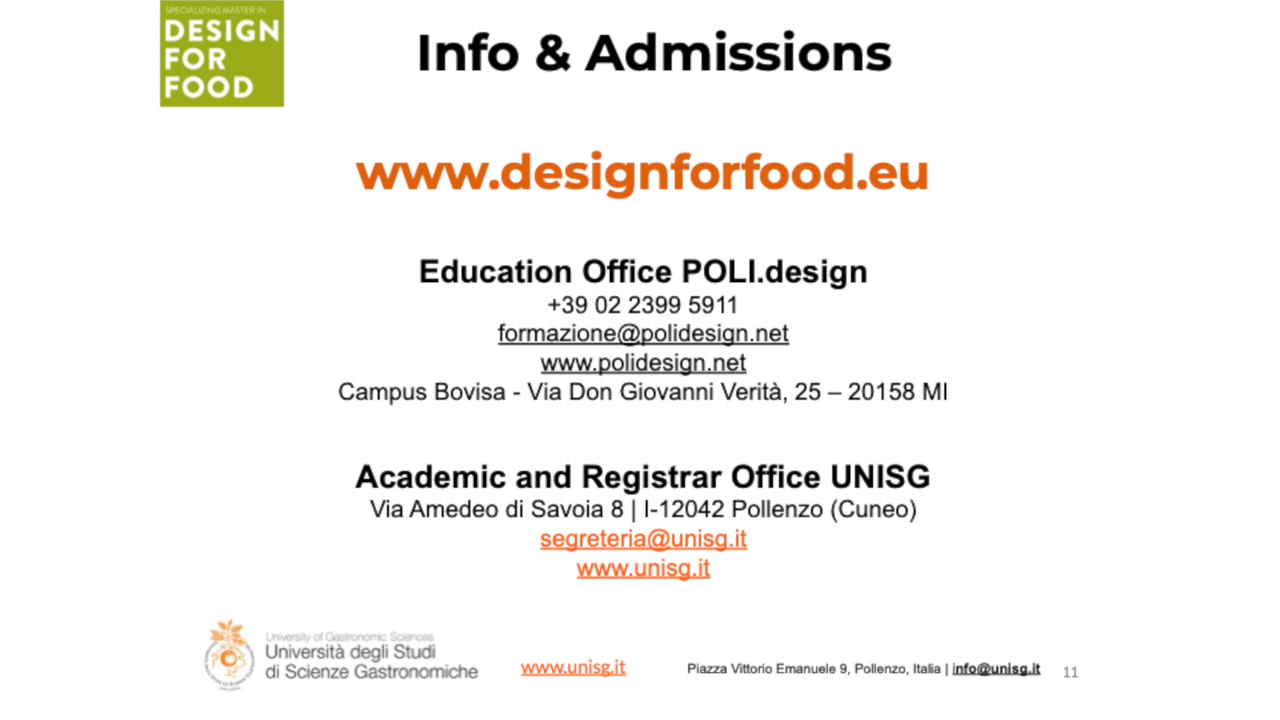 SPECIALIZING MASTER IN
DESIGN
FOR
FOOD
Info & Admissions
www.designforfood.eu
Education Office POLI.design
+39 02 2399 5911
formazione@polidesign.net
www.polidesign.net
Campus Bovisa - Via Don Giovanni Verità, 25 – 20158 MI
Academic and Registrar Office UNISG
Via Amedeo di Savoia 8 | I-12042 Pollenzo (Cuneo)
segreteria@unisg.it
www.unisg.it
University of Gastronomic Sciences
Università degli Studi
di Scienze Gastronomiche
www.unisg.it
Piazza Vittorio Emanuele 9, Pollenzo, Italia | info@unisg.it
11